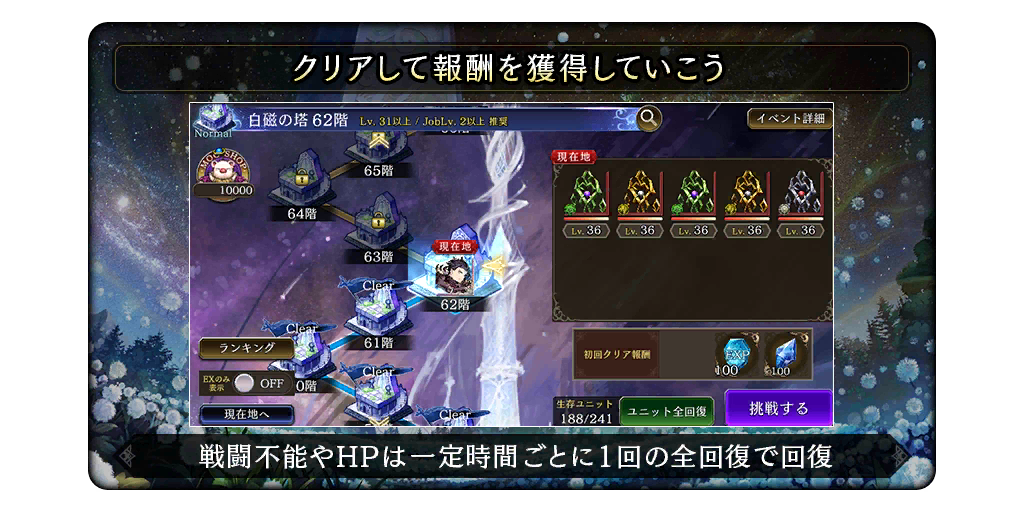 クリアして報酬を獲得していこう
Normal
白磁の塔 62階 Lv. 31以上 / JobLv. 2以上 推奨
イベント詳細
MOG SHOP
10000
65階
64階
63階
現在地
62階
Clear
61階
Clear
0階
Clear
Clear
ランキング
EXのみ
表示
OFF
現在地へ
現在地
Lv. 36
Lv. 36
Lv. 36
Lv. 36
Lv. 36
初回クリア報酬
EXP
100
100
生存ユニット
188/241
ユニット全回復
挑戦する
戦闘不能やHPは一定時間ごとに1回の全回復で回復